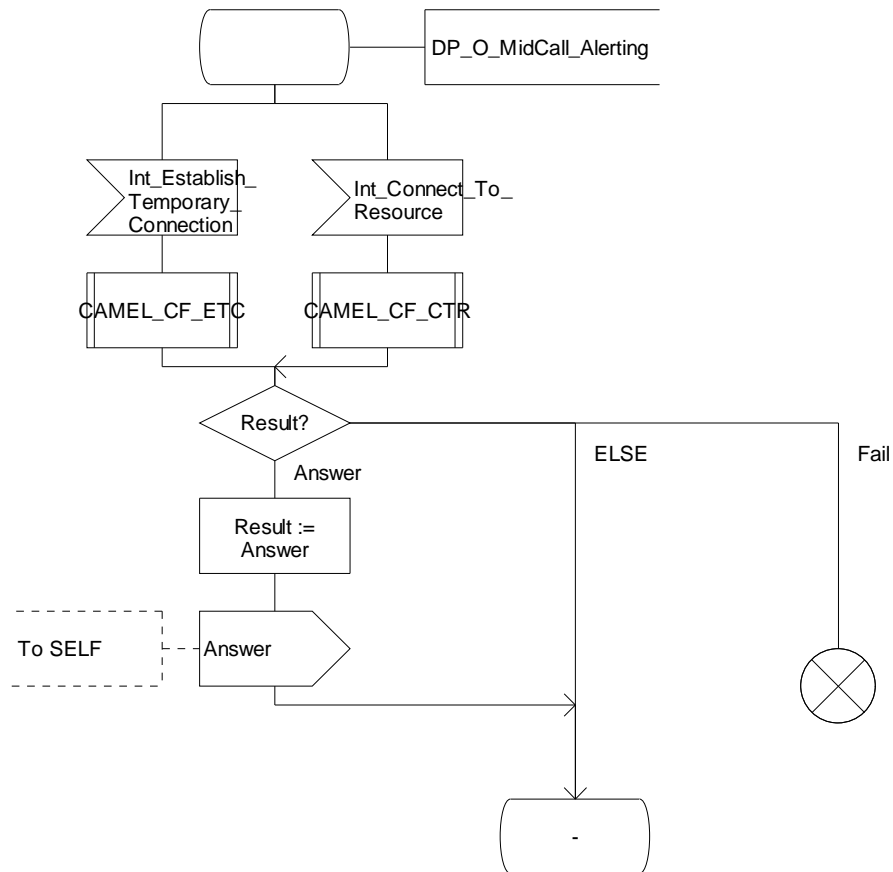 DP_O_MidCall_Alerting
Int_Establish_
Temporary_
Connection
Int_Connect_To_
Resource
CAMEL_CF_ETC
CAMEL_CF_CTR
Result?
ELSE
Fail
Answer
Result :=
Answer
To SELF
Answer
-